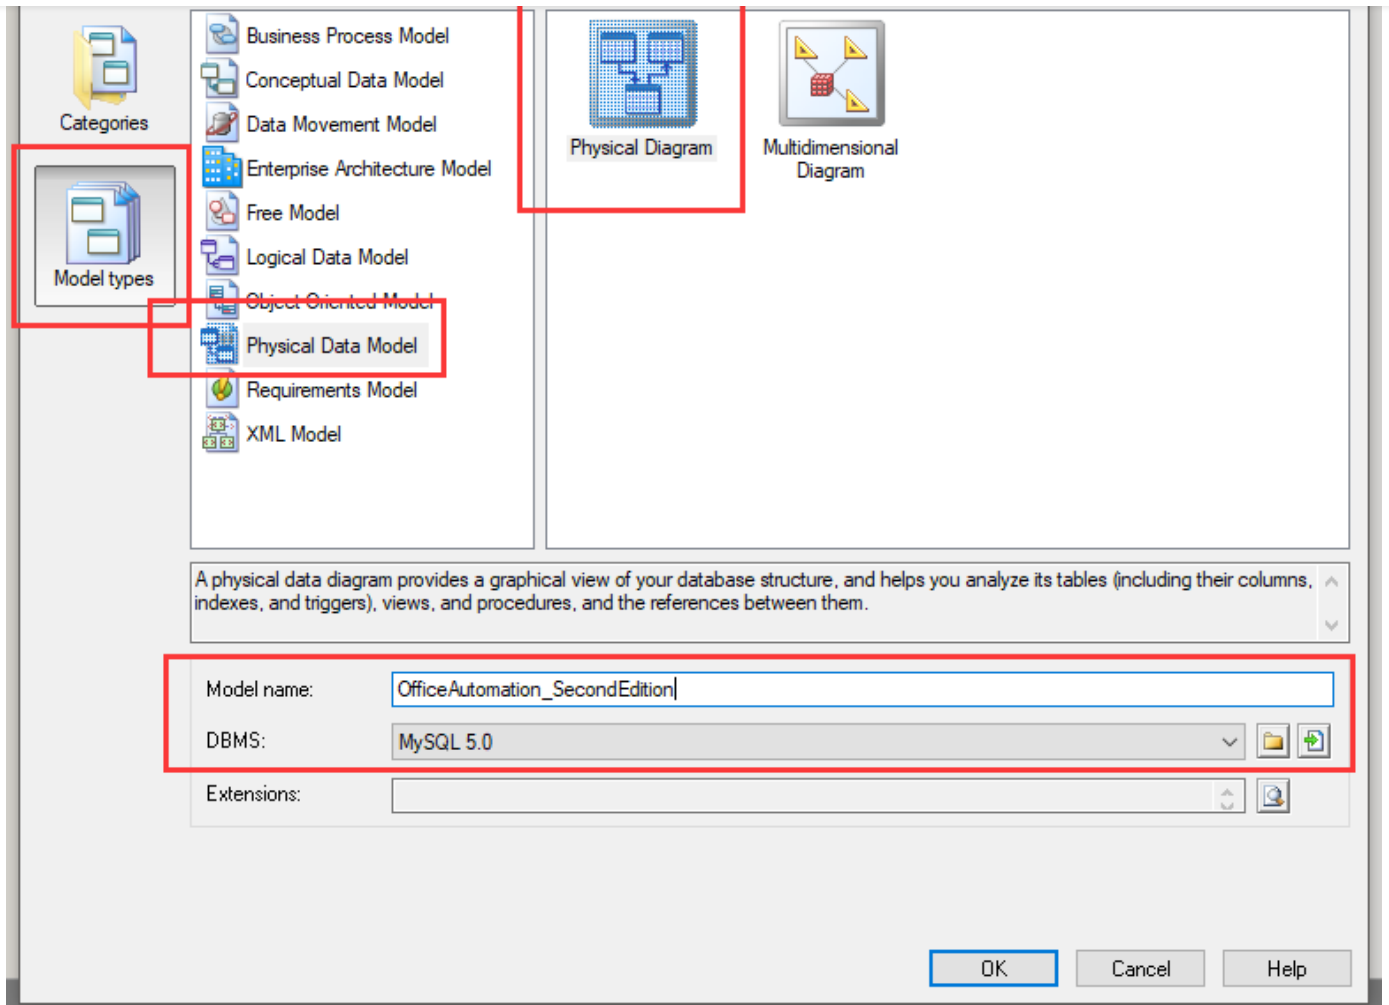 Categories
Model types
Business Process Model
Conceptual Data Model
Data Movement Model
Enterprise Architecture Model
Free Model
Logical Data Model
Object-Oriented Model
Physical Data Model
Requirements Model
XML Model
Physical Diagram
Multidimensional
Diagram
A physical data diagram provides a graphical view of your database structure, and helps you analyze its tables (including their columns,
indexes, and triggers), views, and procedures, and the references between them.
Model name:
OfficeAutomation_SecondEdition
DBMS:
MySQL 5.0
Extensions:
OK
Cancel
Help